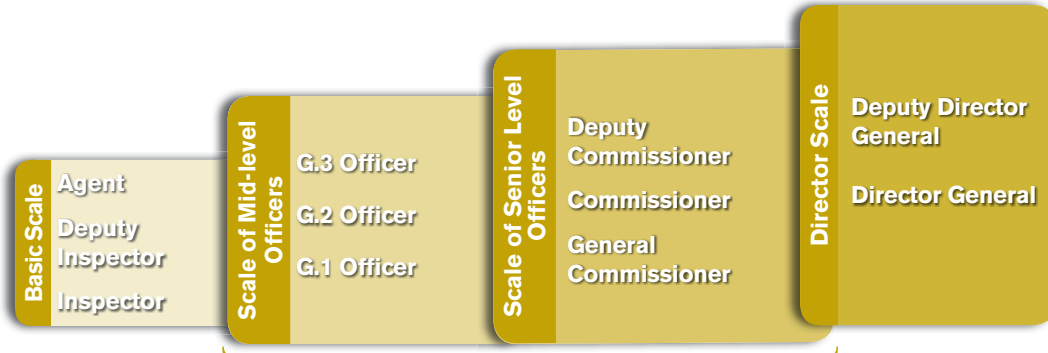 Basic Scale
Agent
Deputy
Inspector
Inspector
Scale of Mid-level
Officers
G.3 Officer
G.2 Officer
G.1 Officer
Scale of Senior Level
Officers
Deputy
Commissioner
Commissioner
General
Commissioner
Director Scale
Deputy Director
General
Director General